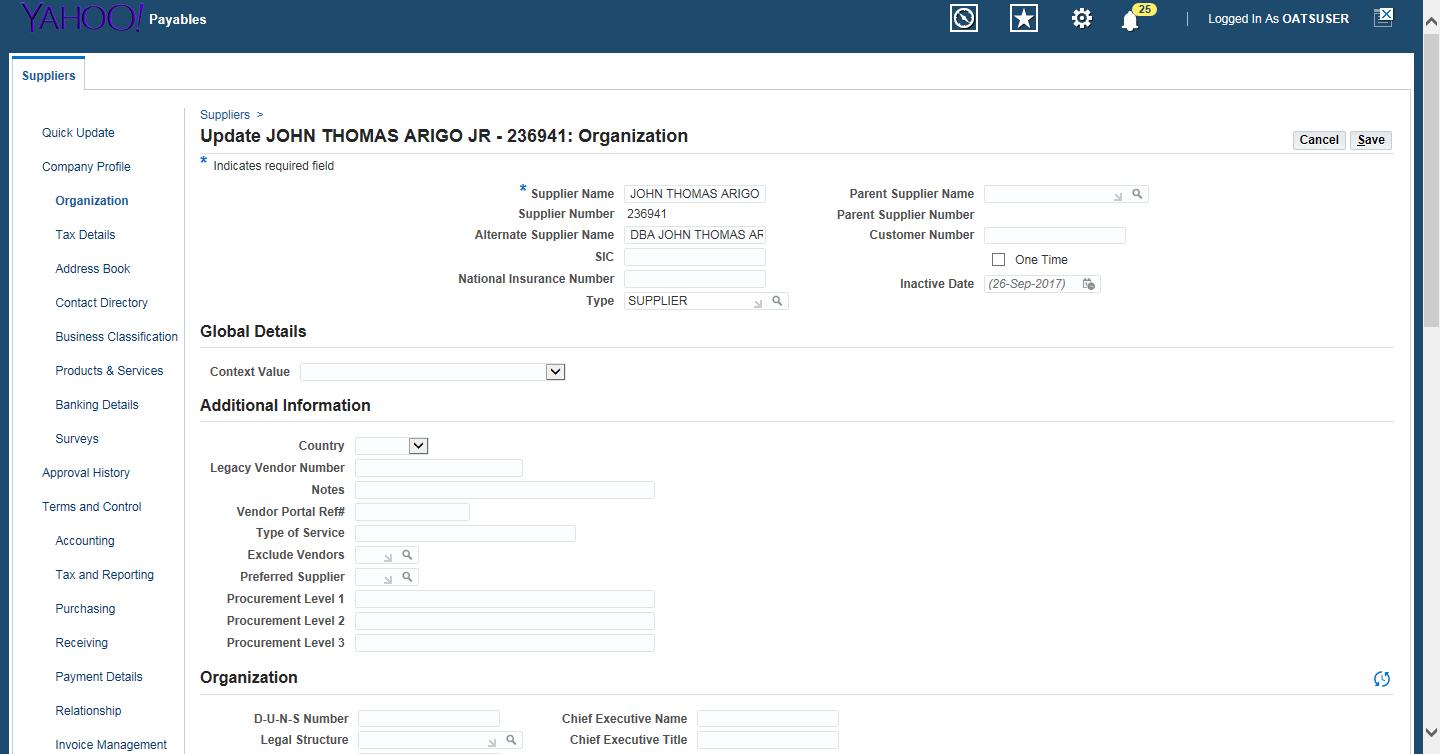 YAHOO! Payables
25
Logged In As OATSUSER
Suppliers
Quick Update
Company Profile
Organization
Tax Details
Address Book
Contact Directory
Business Classification
Products & Services
Banking Details
Surveys
Approval History
Terms and Control
Accounting
Tax and Reporting
Purchasing
Receiving
Payment Details
Relationship
Invoice Management
Suppliers >
Update JOHN THOMAS ARIGO JR - 236941: Organization
Cancel Save
* Indicates required field
* Supplier Name JOHN THOMAS ARIGO
Supplier Number 236941
Alternate Supplier Name DBA JOHN THOMAS AR
SIC
National Insurance Number
Type SUPPLIER
Parent Supplier Name
Parent Supplier Number
Customer Number
One Time
Inactive Date (26-Sep-2017)
Global Details
Context Value
Additional Information
Country
Legacy Vendor Number
Notes
Vendor Portal Ref#
Type of Service
Exclude Vendors
Preferred Supplier
Procurement Level 1
Procurement Level 2
Procurement Level 3
Organization
D-U-N-S Number
Legal Structure
Chief Executive Name
Chief Executive Title